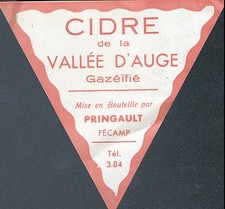 CIDRE
de la
VALLÉE D'AUGE
Gazéifié
Mise en Bouteille par
PRINGAULT
FÉCAMP
Tél.
3.84